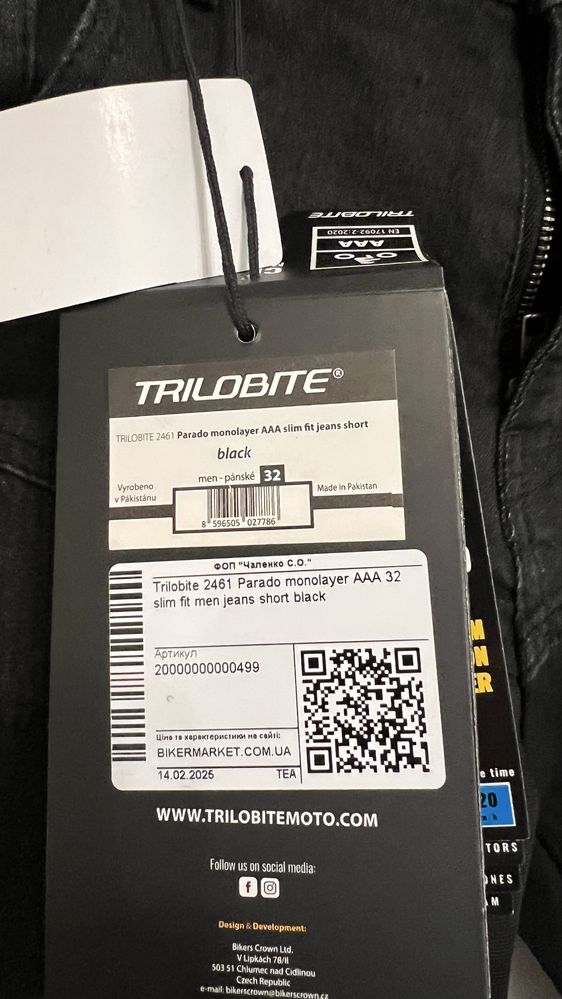 TRILOBITE
EN 17092-2:2020
AAA
TRILOBITE®
TRILOBITE 2461 Parado monolayer AAA slim fit jeans short
black
men - pánské 32
Vyrobeno
v Pákistánu
Made in Pakistan
8 596505 027786
ФОП "Чаленко С.О."
Trilobite 2461 Parado monolayer AAA 32
slim fit men jeans short black
Артикул
20000000000499
Ціна та характеристики на сайті:
BIKERMARKET.COM.UA
14.02.2025 TEA
WWW.TRILOBITEMOTO.COM
Follow us on social media:
Design & Development:
Bikers Crown Ltd.
V Lipkách 78/II
503 51 Chlumec nad Cidlinou
Czech Republic
e-mail: bikerscrown@bikerscrown.cz